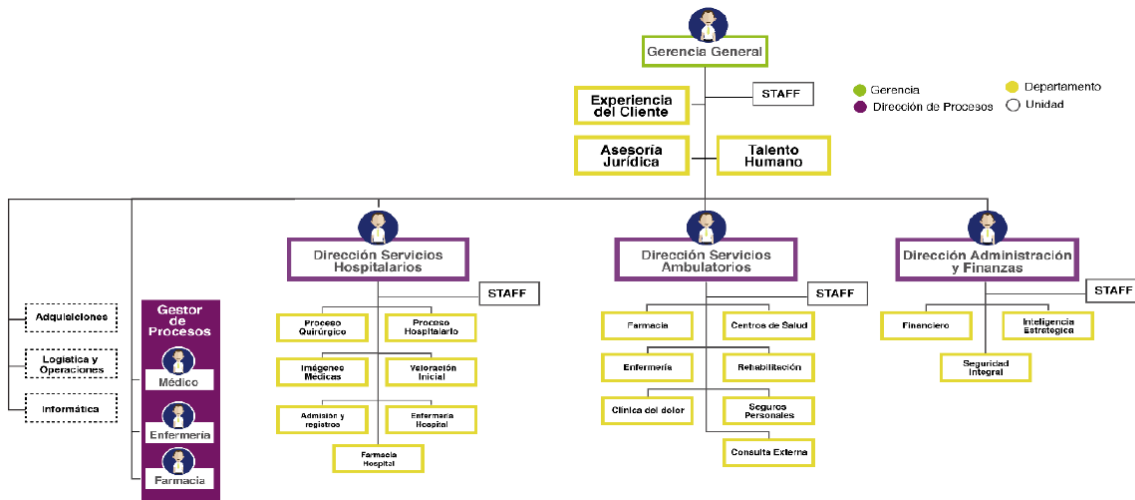 Gerencia General
STAFF
Experiencia
del Cliente
Asesoría
Jurídica
Talento
Humano
Gerencia
Dirección de Procesos
Departamento
Unidad
Adquisiciones
Logística y
Operaciones
Informática
Gestor
de
Procesos
Médico
Enfermería
Farmacia
Dirección Servicios
Hospitalarios
STAFF
Proceso
Quirúrgico
Proceso
Hospitalario
Imágenes
Médicas
Valoración
Inicial
Admisión y
registros
Enfermería
Hospital
Farmacia
Hospital
Dirección Servicios
Ambulatorios
STAFF
Farmacia
Centros de Salud
Enfermería
Rehabilitación
Clínica del dolor
Seguros
Personales
Consulta Externa
Dirección Administración
y Finanzas
STAFF
Financiero
Inteligencia
Estratégica
Seguridad
Integral